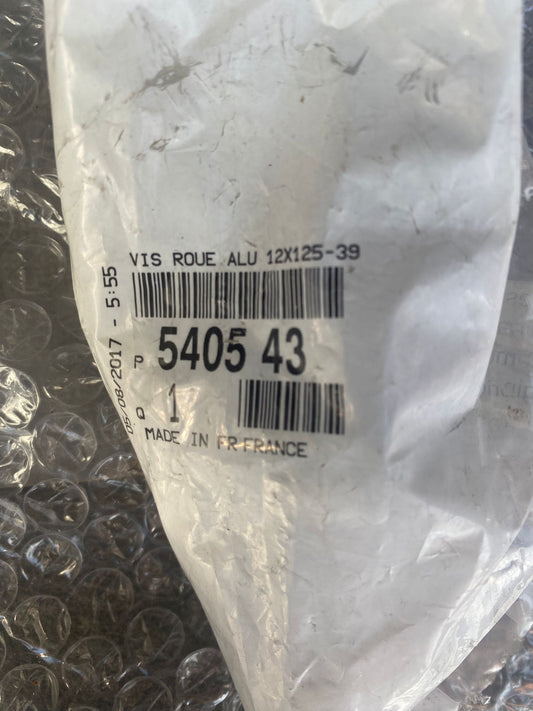 VIS ROUE ALU 12X125-39
P 5405 43
Q 1
MADE IN FR-FRANCE
05/08/2017 - 5:55